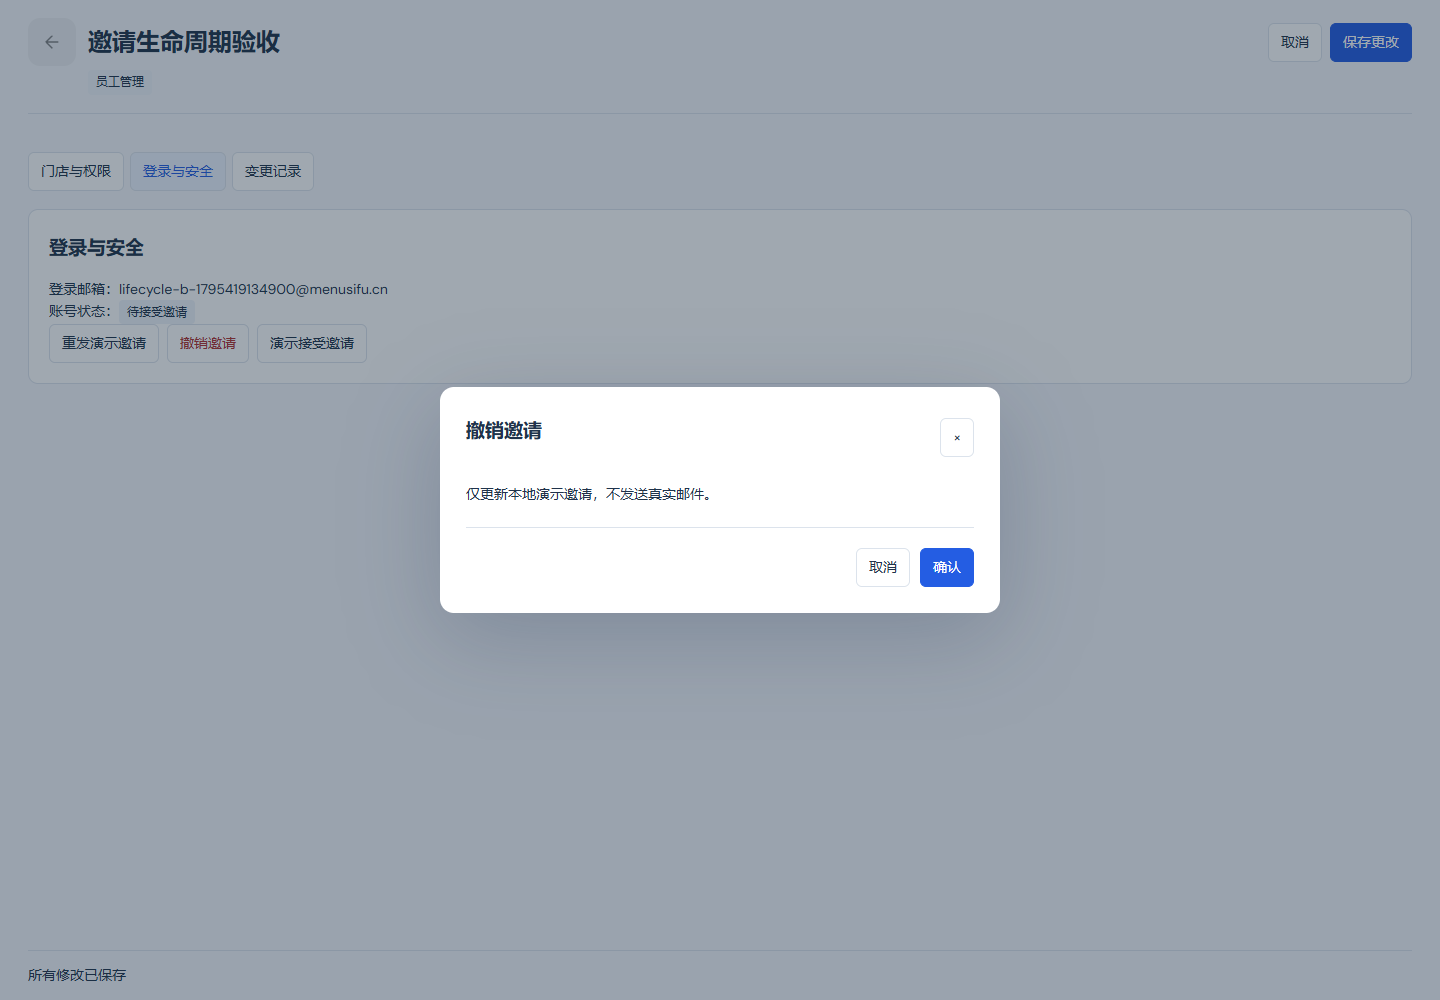 邀请生命周期验收
取消
保存更改
员工管理
门店与权限
登录与安全
变更记录
登录与安全
登录邮箱：lifecycle-b-1795419134900@menusifu.cn
账号状态：待接受邀请
重发演示邀请
撤销邀请
演示接受邀请
撤销邀请
×
仅更新本地演示邀请，不发送真实邮件。
取消
确认
所有修改已保存